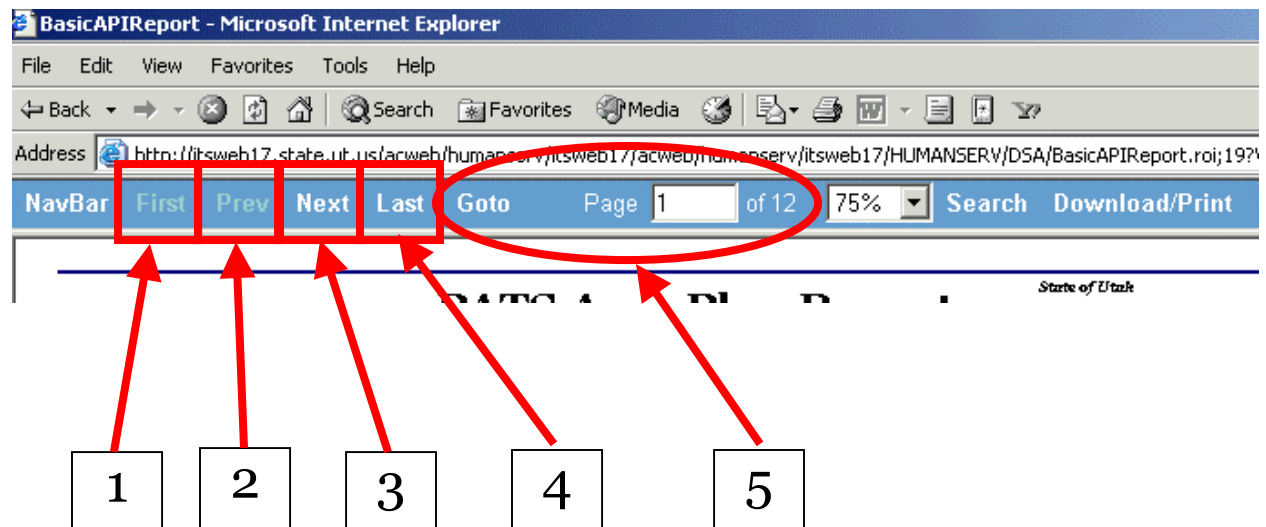 BasicAPIReport - Microsoft Internet Explorer
File Edit View Favorites Tools Help
Back Search Favorites Media
Address http://itsweb17.state.ut.us/acweb/humanserv/itsweb17/acweb/humanserv/itsweb17/HUMANSERV/DSA/BasicAPIReport.roi;19?
NavBar First Prev Next Last Goto Page 1 of 12 75% Search Download/Print
State of Utah
1 2 3 4 5